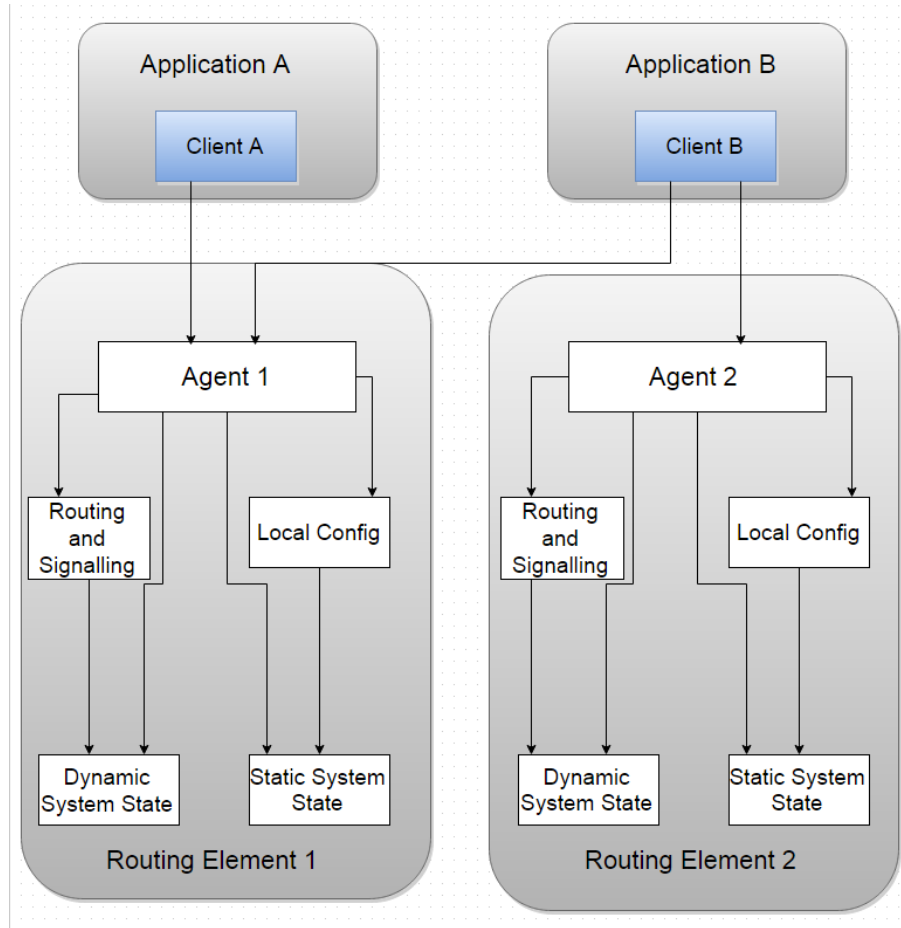 Application A
Application B
Client A
Client B
Agent 1
Agent 2
Routing
and
Signalling
Local Config
Routing
and
Signalling
Local Config
Dynamic
System State
Static System
State
Dynamic
System State
Static System
State
Routing Element 1
Routing Element 2